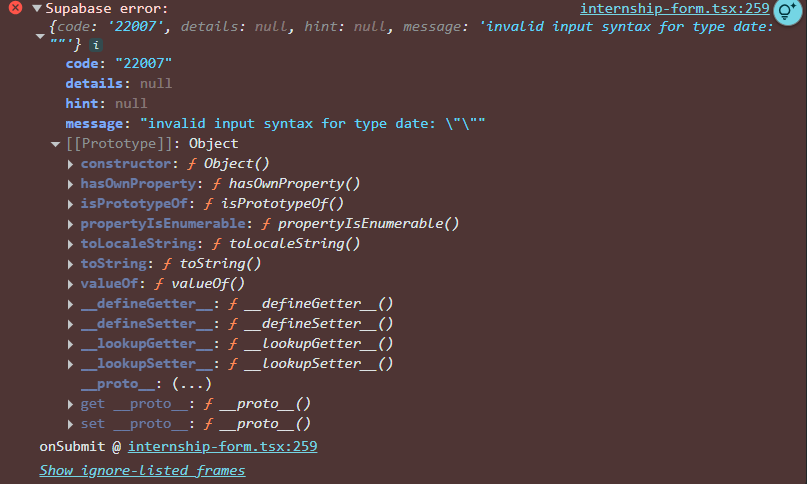 Supabase error: internship-form.tsx:259
{code: '22007', details: null, hint: null, message: 'invalid input syntax for type date: ""'} i
code: "22007"
details: null
hint: null
message: "invalid input syntax for type date: \"\""
[[Prototype]]: Object
constructor: ƒ Object()
hasOwnProperty: ƒ hasOwnProperty()
isPrototypeOf: ƒ isPrototypeOf()
propertyIsEnumerable: ƒ propertyIsEnumerable()
toLocaleString: ƒ toLocaleString()
toString: ƒ toString()
valueOf: ƒ valueOf()
__defineGetter__: ƒ __defineGetter__()
__defineSetter__: ƒ __defineSetter__()
__lookupGetter__: ƒ __lookupGetter__()
__lookupSetter__: ƒ __lookupSetter__()
__proto__: (...)
get __proto__: ƒ __proto__()
set __proto__: ƒ __proto__()
onSubmit @ internship-form.tsx:259
Show ignore-listed frames